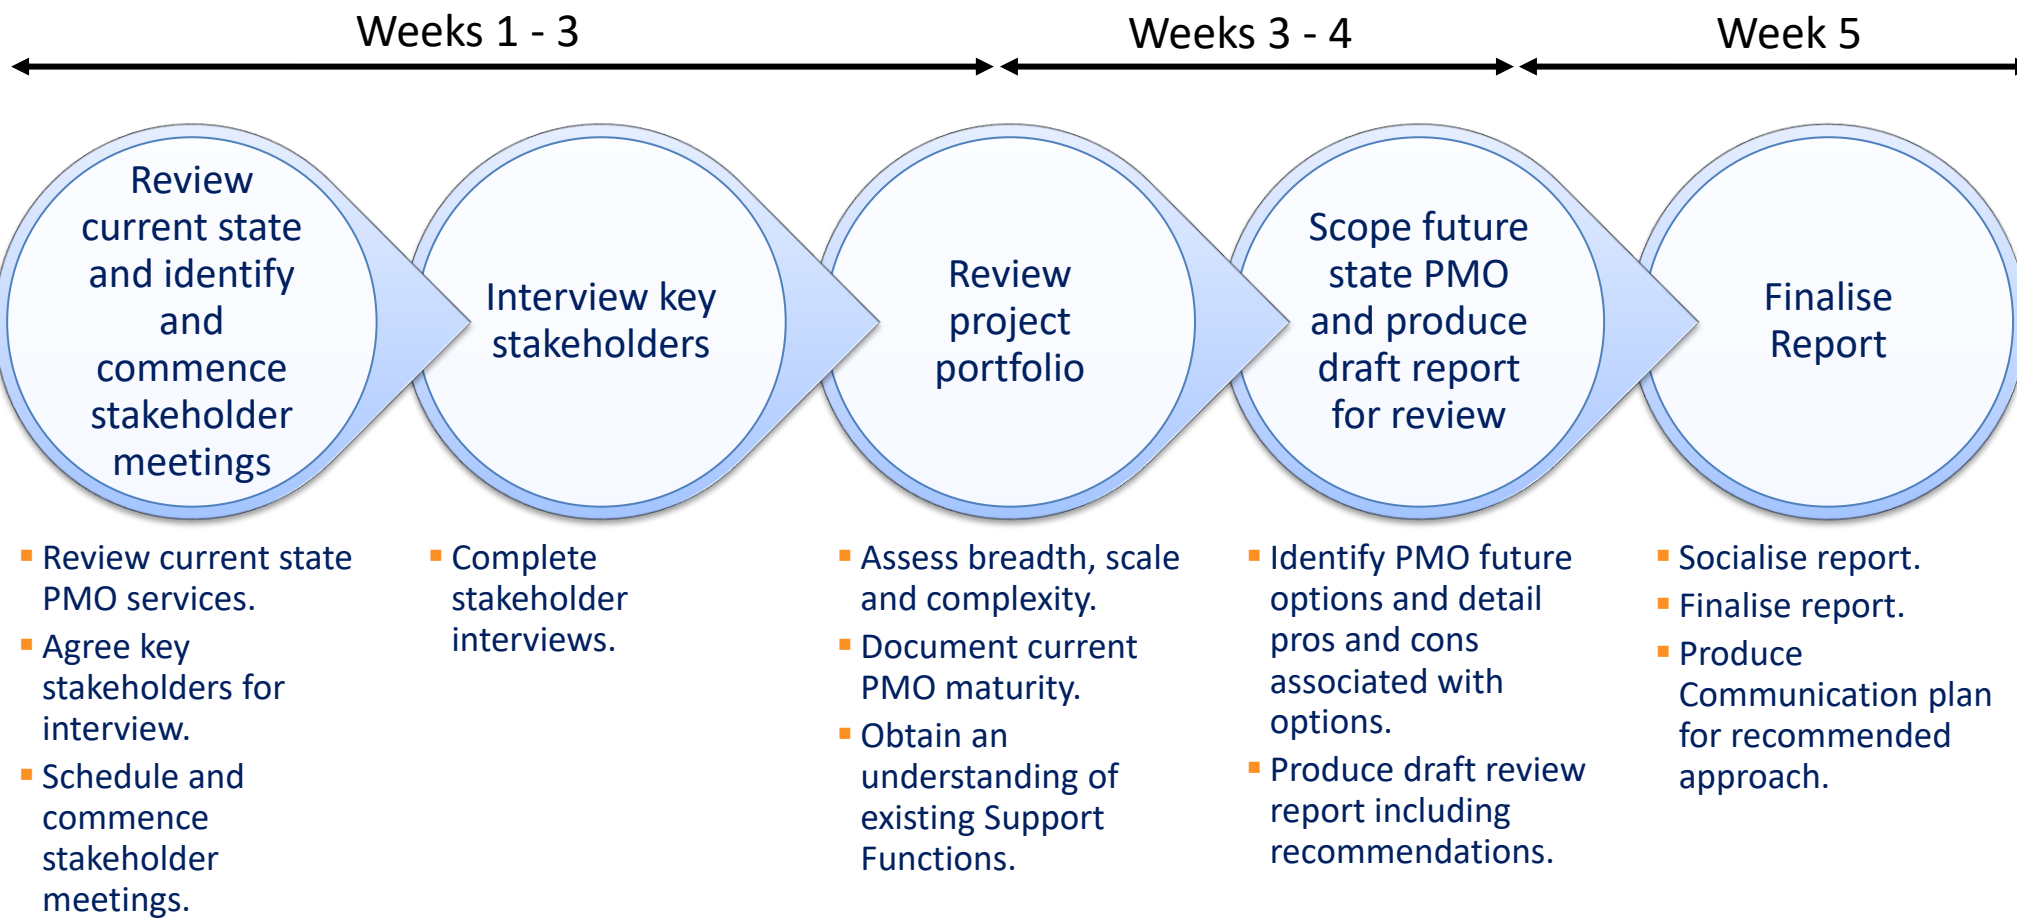 Weeks 1 - 3
Weeks 3 - 4
Week 5
Review
current state
and identify
and
commence
stakeholder
meetings
Interview key
stakeholders
Review
project
portfolio
Scope future
state PMO
and produce
draft report
for review
Finalise
Report
▪ Review current state
PMO services.
▪ Agree key
stakeholders for
interview.
▪ Schedule and
commence
stakeholder
meetings.
▪ Complete
stakeholder
interviews.
▪ Assess breadth, scale
and complexity.
▪ Document current
PMO maturity.
▪ Obtain an
understanding of
existing Support
Functions.
▪ Identify PMO future
options and detail
pros and cons
associated with
options.
▪ Produce draft review
report including
recommendations.
▪ Socialise report.
▪ Finalise report.
▪ Produce
Communication plan
for recommended
approach.